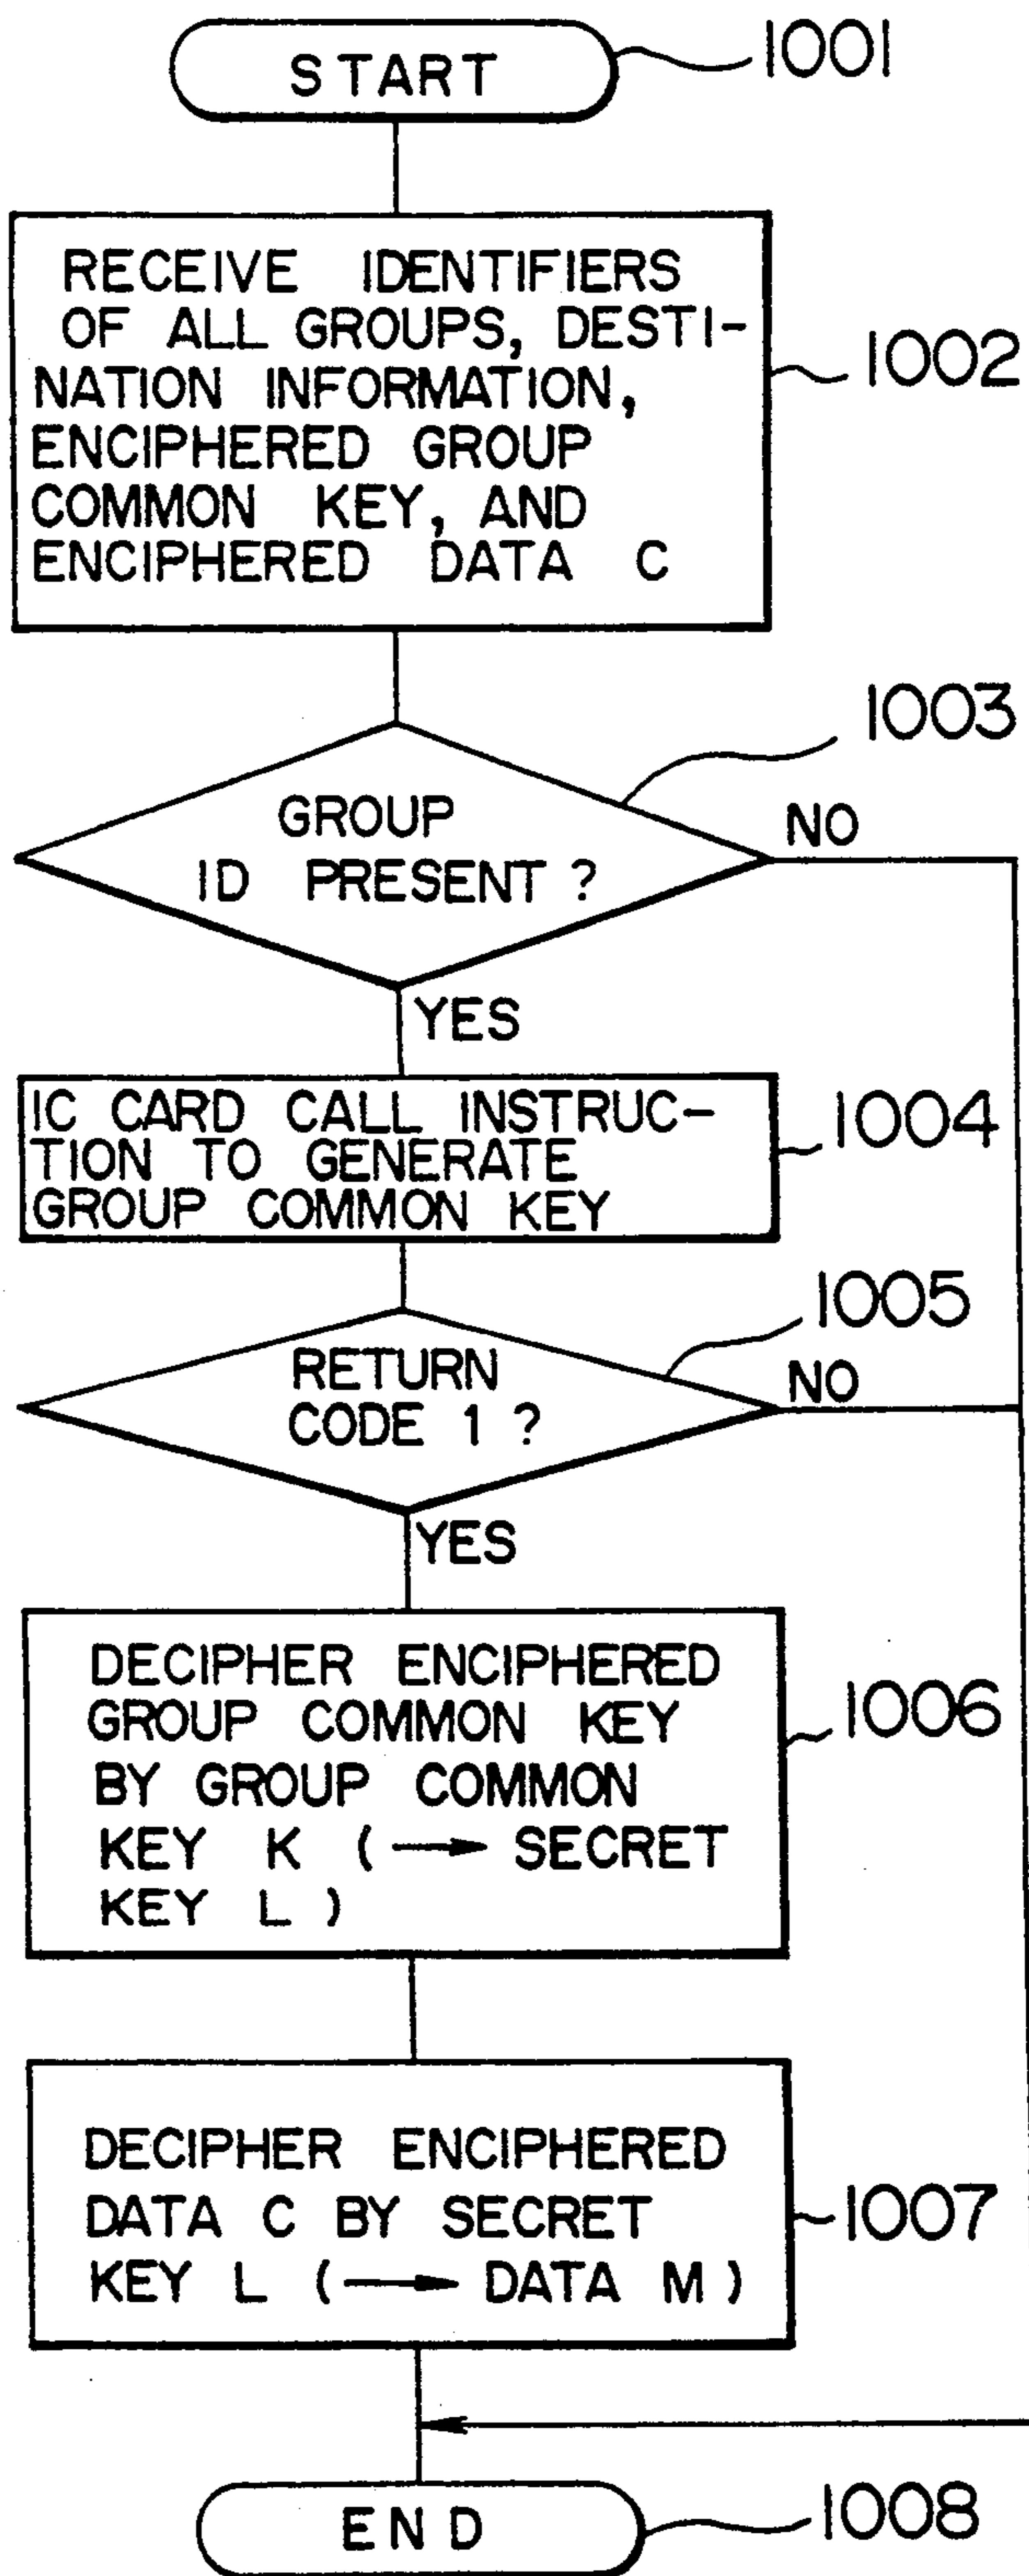 START
1001
RECEIVE IDENTIFIERS
OF ALL GROUPS, DESTI-
NATION INFORMATION,
ENCIPHERED GROUP
COMMON KEY, AND
ENCIPHERED DATA C
1002
1003
GROUP
ID PRESENT ?
NO
YES
IC CARD CALL INSTRUC-
TION TO GENERATE
GROUP COMMON KEY
1004
1005
RETURN
CODE 1 ?
NO
YES
DECIPHER ENCIPHERED
GROUP COMMON KEY
BY GROUP COMMON
KEY K (→ SECRET
KEY L )
1006
DECIPHER ENCIPHERED
DATA C BY SECRET
KEY L (→ DATA M )
1007
END
1008